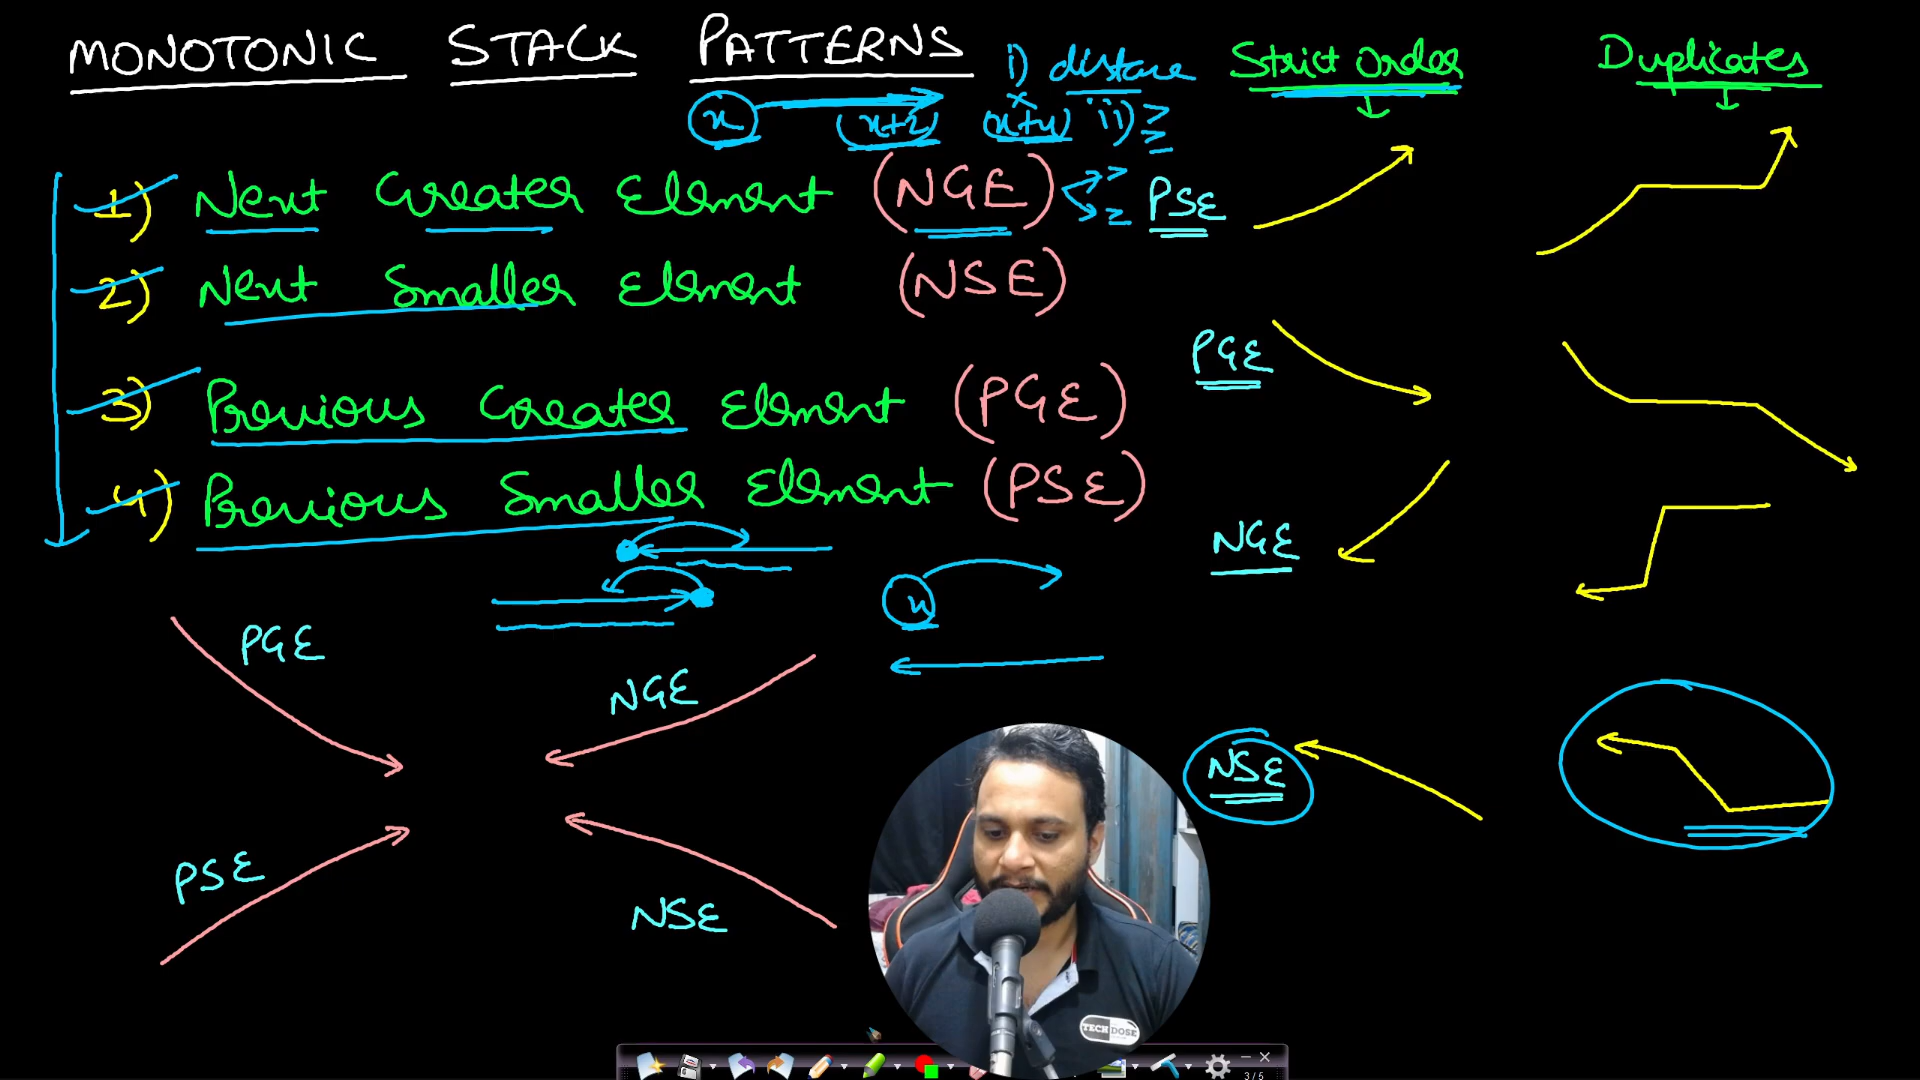 MONOTONIC STACK PATTERNS
i) distance
Strict Order
Duplicates
x
(x+2)
(x+4)
ii) ≥
1) Next Greater Element (NGE) > ≥
PSE
2) Next Smaller Element (NSE)
PGE
3) Previous Greater Element (PGE)
4) Previous Smaller Element (PSE)
NGE
x
PGE
NGE
NSE
PSE
NSE
TECH DOSE
3/5